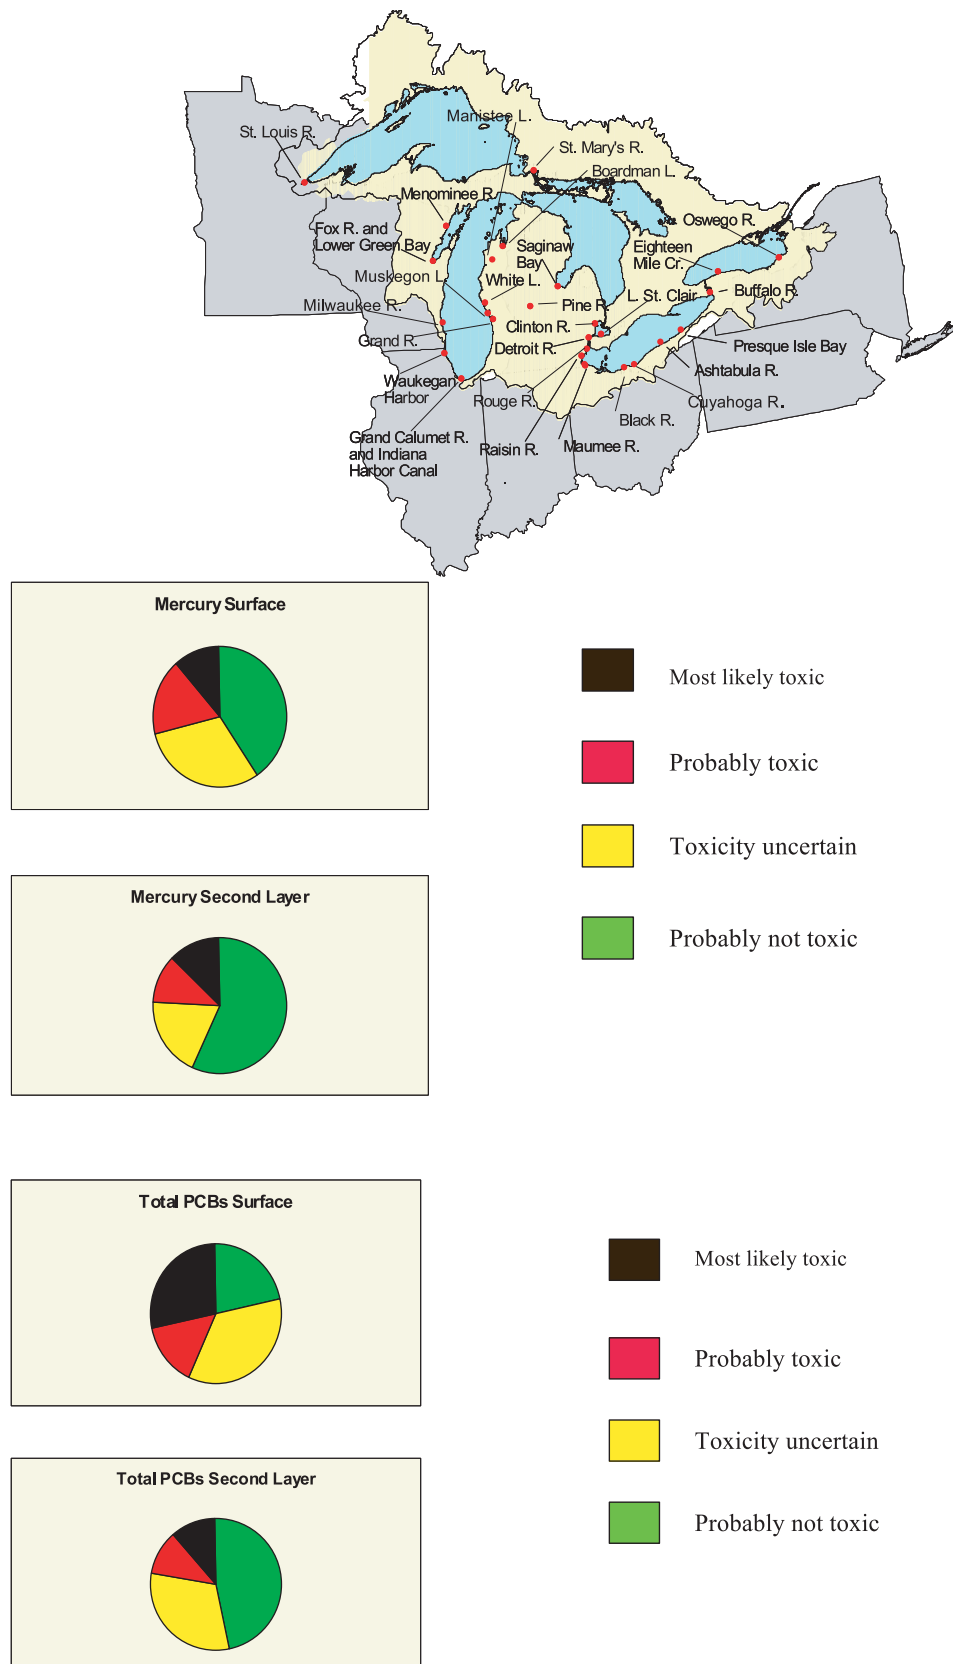 Manistee L.
St. Louis R.
St. Mary's R.
Boardman L.
Menominee R.
Oswego R.
Fox R. and
Lower Green Bay
Saginaw
Bay
Eighteen
Mile Cr.
Muskegon L.
White L.
Buffalo R.
Milwaukee R.
Pine R.
L. St. Clair
Clinton R.
Grand R.
Detroit R.
Presque Isle Bay
Waukegan
Harbor
Ashtabula R.
Rouge R.
Cuyahoga R.
Black R.
Grand Calumet R.
and Indiana
Harbor Canal
Raisin R.
Maumee R.
Mercury Surface
Most likely toxic
Probably toxic
Toxicity uncertain
Probably not toxic
Mercury Second Layer
Total PCBs Surface
Most likely toxic
Probably toxic
Toxicity uncertain
Probably not toxic
Total PCBs Second Layer